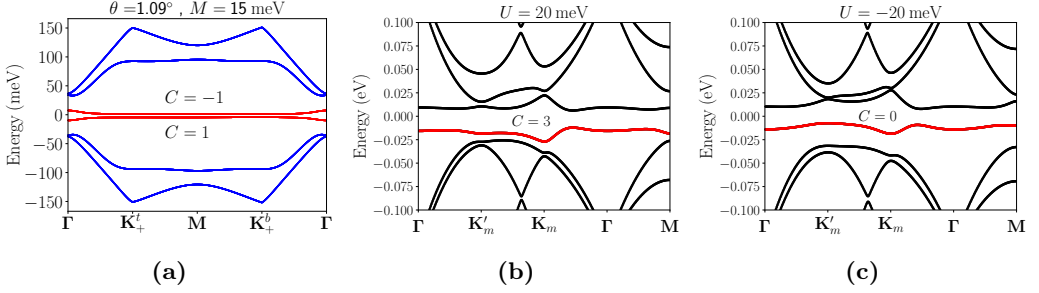 θ =1.09° , M = 15 meV
Energy (meV)
150
100
50
0
−50
−100
−150
C = −1
C = 1
Γ K₊ᵗ M K₊ᵇ Γ
(a)
U = 20 meV
Energy (eV)
0.100
0.075
0.050
0.025
0.000
−0.025
−0.050
−0.075
−0.100
C = 3
Γ K′ₘ Kₘ Γ M
(b)
U = −20 meV
Energy (eV)
0.100
0.075
0.050
0.025
0.000
−0.025
−0.050
−0.075
−0.100
C = 0
Γ K′ₘ Kₘ Γ M
(c)